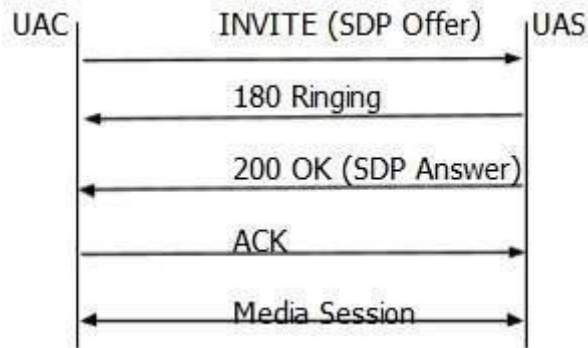 UAC INVITE (SDP Offer) UAS
180 Ringing
200 OK (SDP Answer)
ACK
Media Session